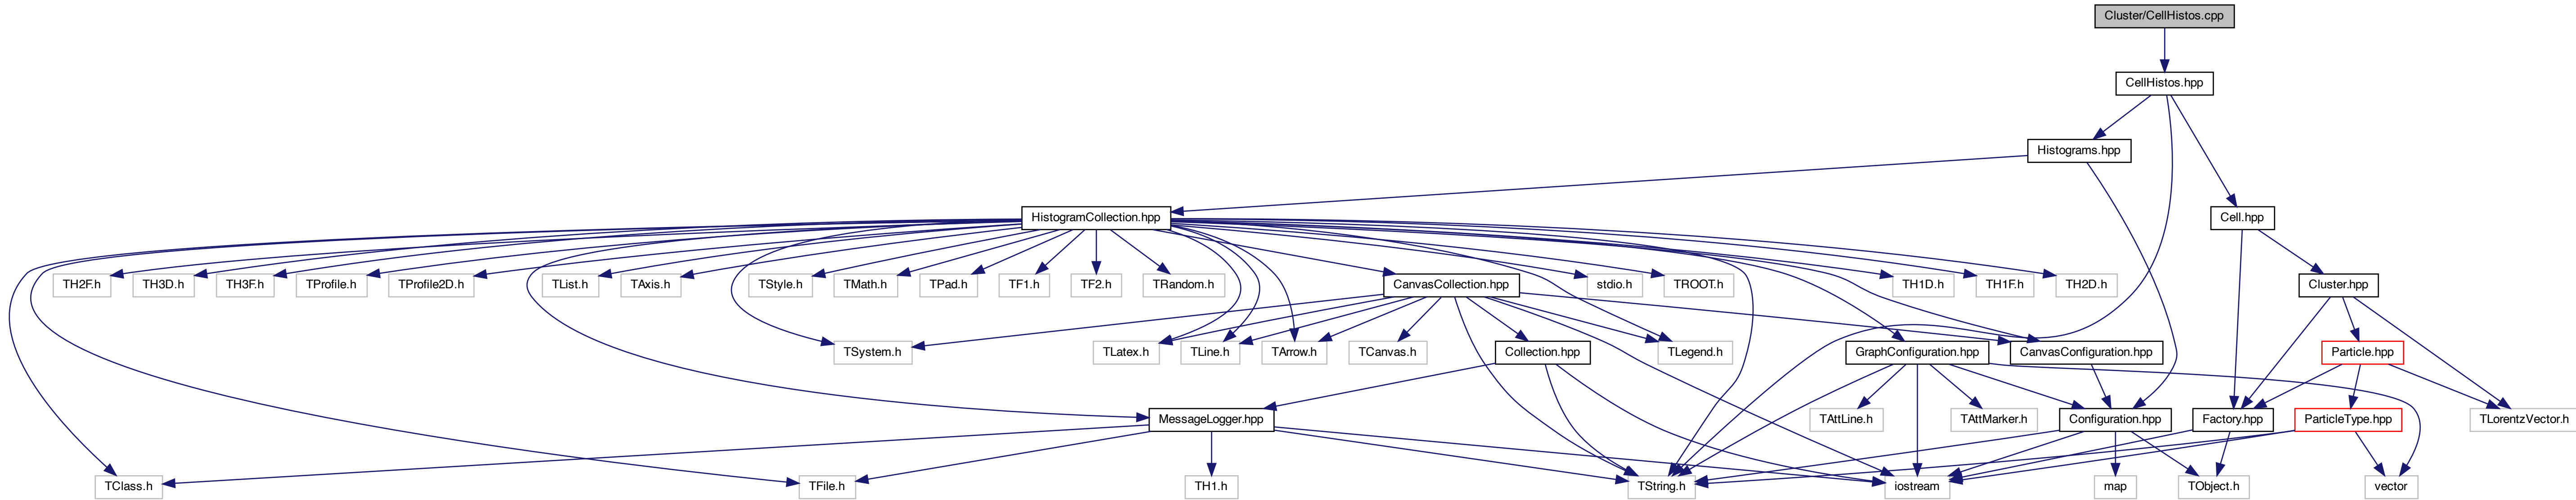 Cluster/CellHistos.cpp
CellHistos.hpp
Histograms.hpp
HistogramCollection.hpp
Cell.hpp
TH2F.h
TH3D.h
TH3F.h
TProfile.h
TProfile2D.h
TList.h
TAxis.h
TStyle.h
TMath.h
TPad.h
TF1.h
TF2.h
TRandom.h
CanvasCollection.hpp
stdio.h
TROOT.h
TH1D.h
TH1F.h
TH2D.h
Cluster.hpp
TSystem.h
TLatex.h
TLine.h
TArrow.h
TCanvas.h
Collection.hpp
TLegend.h
GraphConfiguration.hpp
CanvasConfiguration.hpp
Particle.hpp
MessageLogger.hpp
TAttLine.h
TAttMarker.h
Configuration.hpp
Factory.hpp
ParticleType.hpp
TLorentzVector.h
TClass.h
TFile.h
TH1.h
TString.h
iostream
map
TObject.h
vector